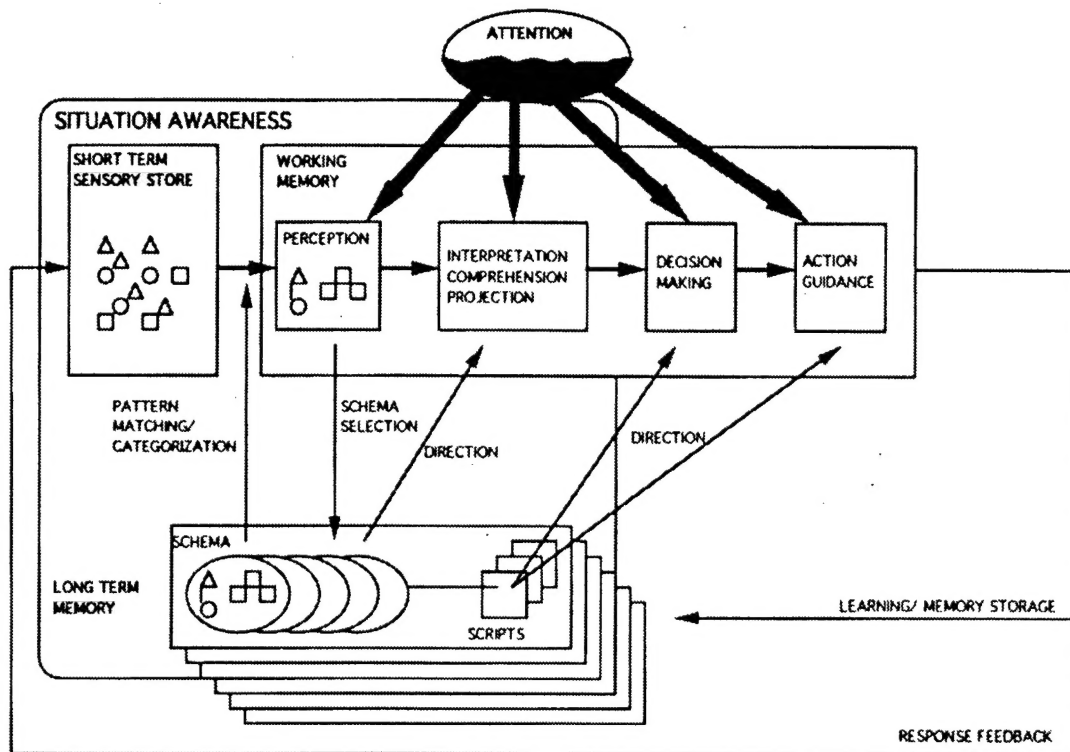 ATTENTION
SITUATION AWARENESS
SHORT TERM
SENSORY STORE
WORKING
MEMORY
PERCEPTION
INTERPRETATION
COMPREHENSION
PROJECTION
DECISION
MAKING
ACTION
GUIDANCE
PATTERN
MATCHING/
CATEGORIZATION
SCHEMA
SELECTION
DIRECTION
DIRECTION
SCHEMA
LONG TERM
MEMORY
SCRIPTS
LEARNING/ MEMORY STORAGE
RESPONSE FEEDBACK